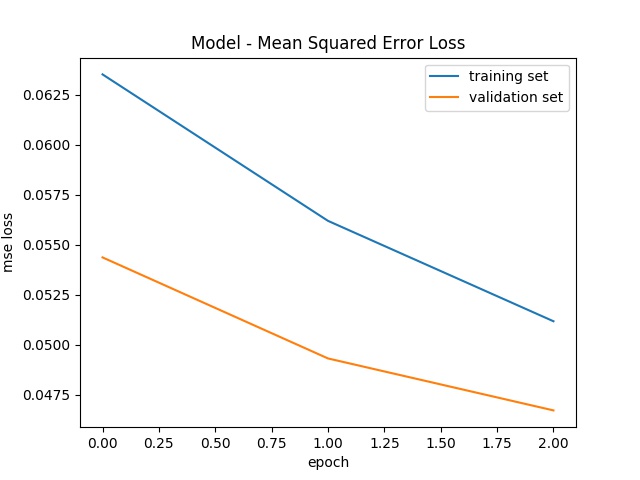 Model - Mean Squared Error Loss
training set
validation set
mse loss
0.0625
0.0600
0.0575
0.0550
0.0525
0.0500
0.0475
0.00 0.25 0.50 0.75 1.00 1.25 1.50 1.75 2.00
epoch